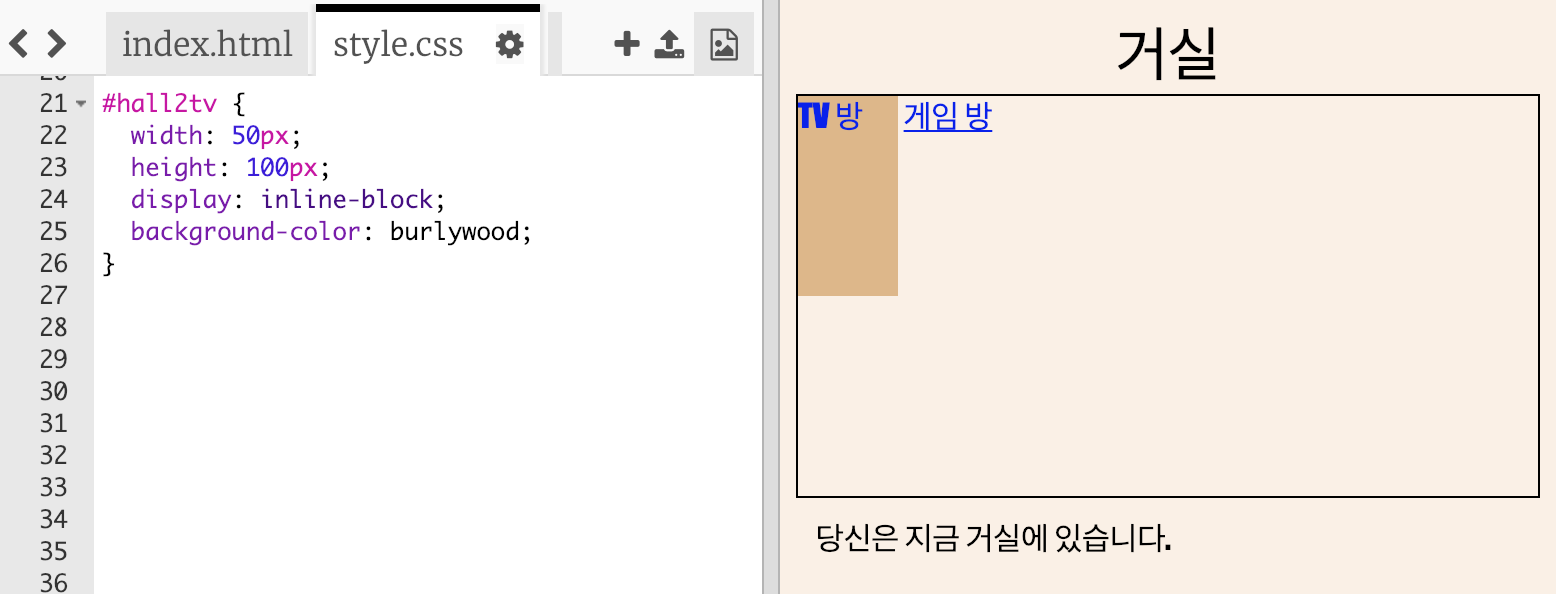 index.html style.css
21 #hall2tv {
22 width: 50px;
23 height: 100px;
24 display: inline-block;
25 background-color: burlywood;
26 }
27
28
29
30
31
32
33
34
35
36
거실
TV 방 게임 방
당신은 지금 거실에 있습니다.